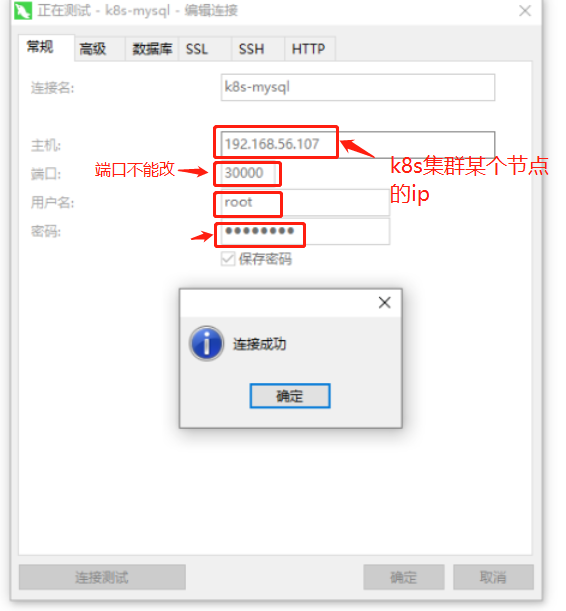 正在测试 - k8s-mysql - 编辑连接
常规 高级 数据库 SSL SSH HTTP
连接名: k8s-mysql
主机: 192.168.56.107
k8s集群某个节点
的ip
端口不能改
端口: 30000
用户名: root
密码: ●●●●●●●●
保存密码
连接成功
确定
连接测试 确定 取消